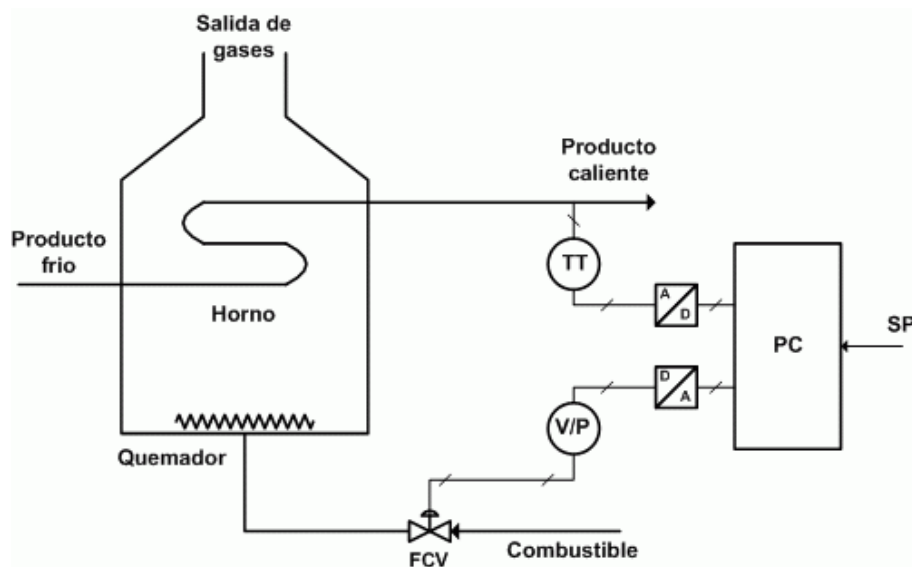 Salida de
gases
Producto
caliente
Producto
frio
TT
A
D
SP
Horno
PC
D
A
V/P
Quemador
Combustible
FCV